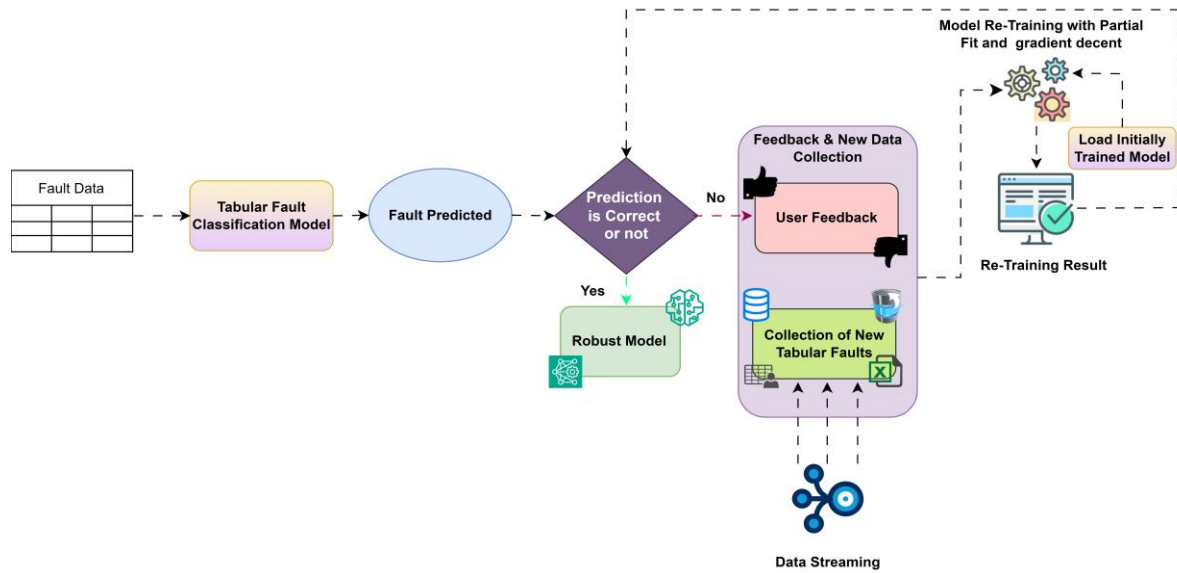 Fault Data
Tabular Fault
Classification Model
Fault Predicted
Prediction
is Correct
or not
No
Yes
Robust Model
Feedback & New Data
Collection
User Feedback
Collection of New
Tabular Faults
Data Streaming
Model Re-Training with Partial
Fit and gradient decent
Load Initially
Trained Model
Re-Training Result